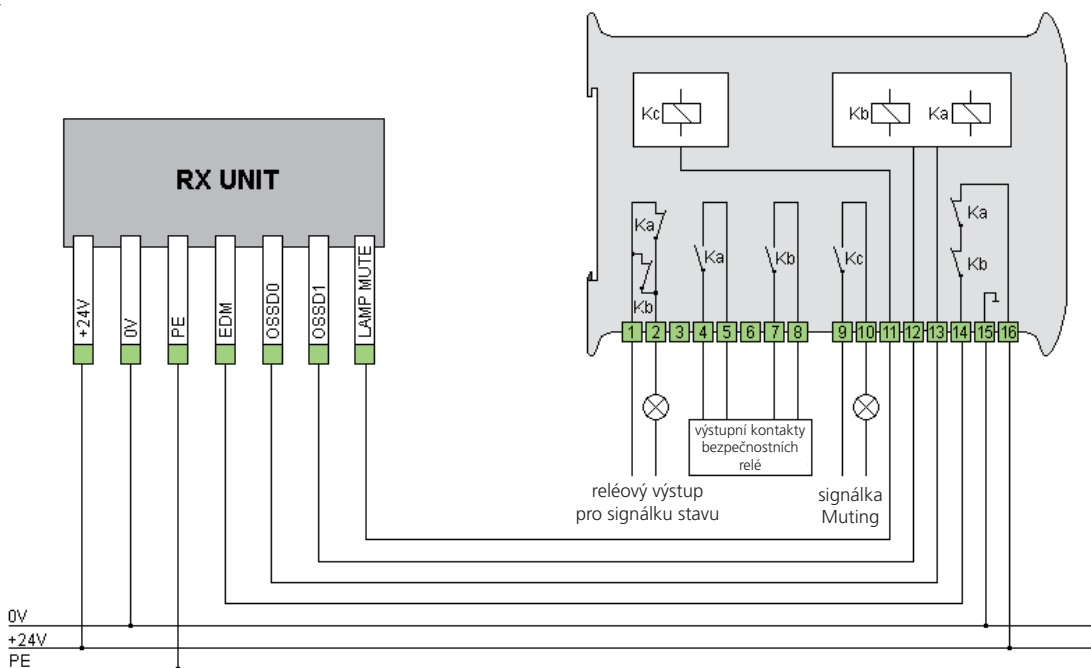 RX UNIT
+24V
0V
PE
EDM
OSSD0
OSSD1
LAMP MUTE
Kc
Kb
Ka
Ka
Kb
Ka
Kb
Kc
Ka
Kb
1 2 3 4 5 6 7 8 9 10 11 12 13 14 15 16
výstupní kontakty
bezpečnostních
relé
reléový výstup
pro signálku stavu
signálka
Muting
0V
+24V
PE